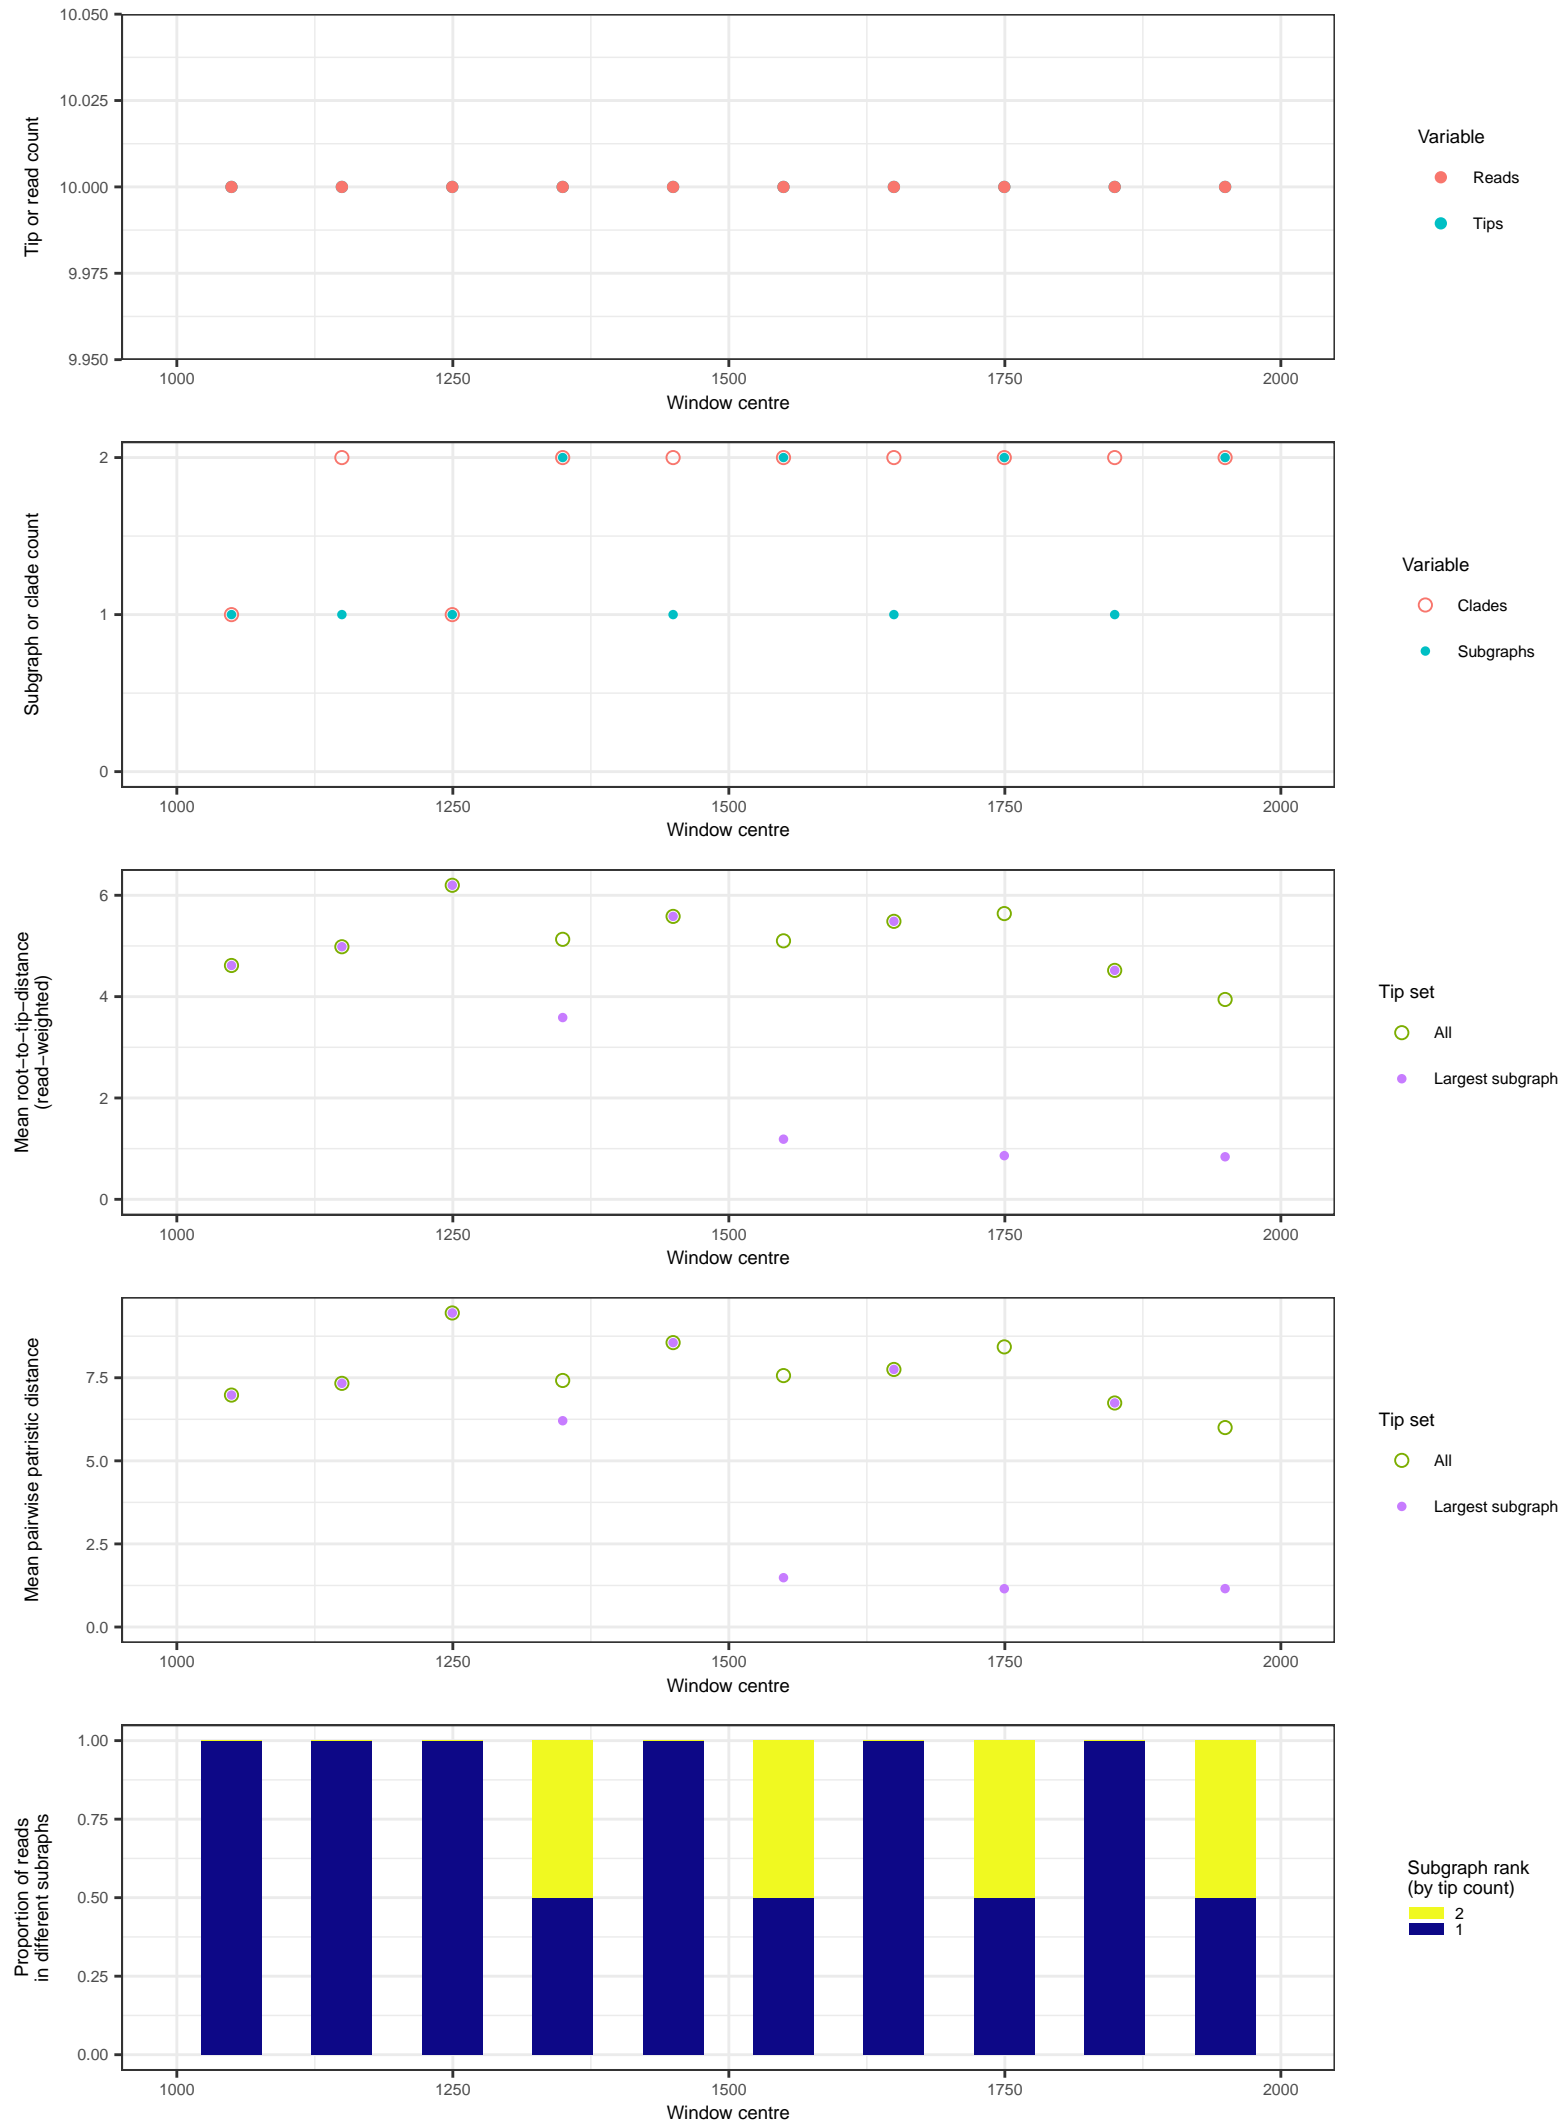 10.050
10.025
10.000
9.975
9.950
Tip or read count
1000 1250 1500 1750 2000
Window centre
Variable
Reads
Tips
2
1
0
Subgraph or clade count
1000 1250 1500 1750 2000
Window centre
Variable
Clades
Subgraphs
6
4
2
0
Mean root−to−tip−distance
(read−weighted)
1000 1250 1500 1750 2000
Window centre
Tip set
All
Largest subgraph
7.5
5.0
2.5
0.0
Mean pairwise patristic distance
1000 1250 1500 1750 2000
Window centre
Tip set
All
Largest subgraph
1.00
0.75
0.50
0.25
0.00
Proportion of reads
in different subraphs
1000 1250 1500 1750 2000
Window centre
Subgraph rank
(by tip count)
2
1